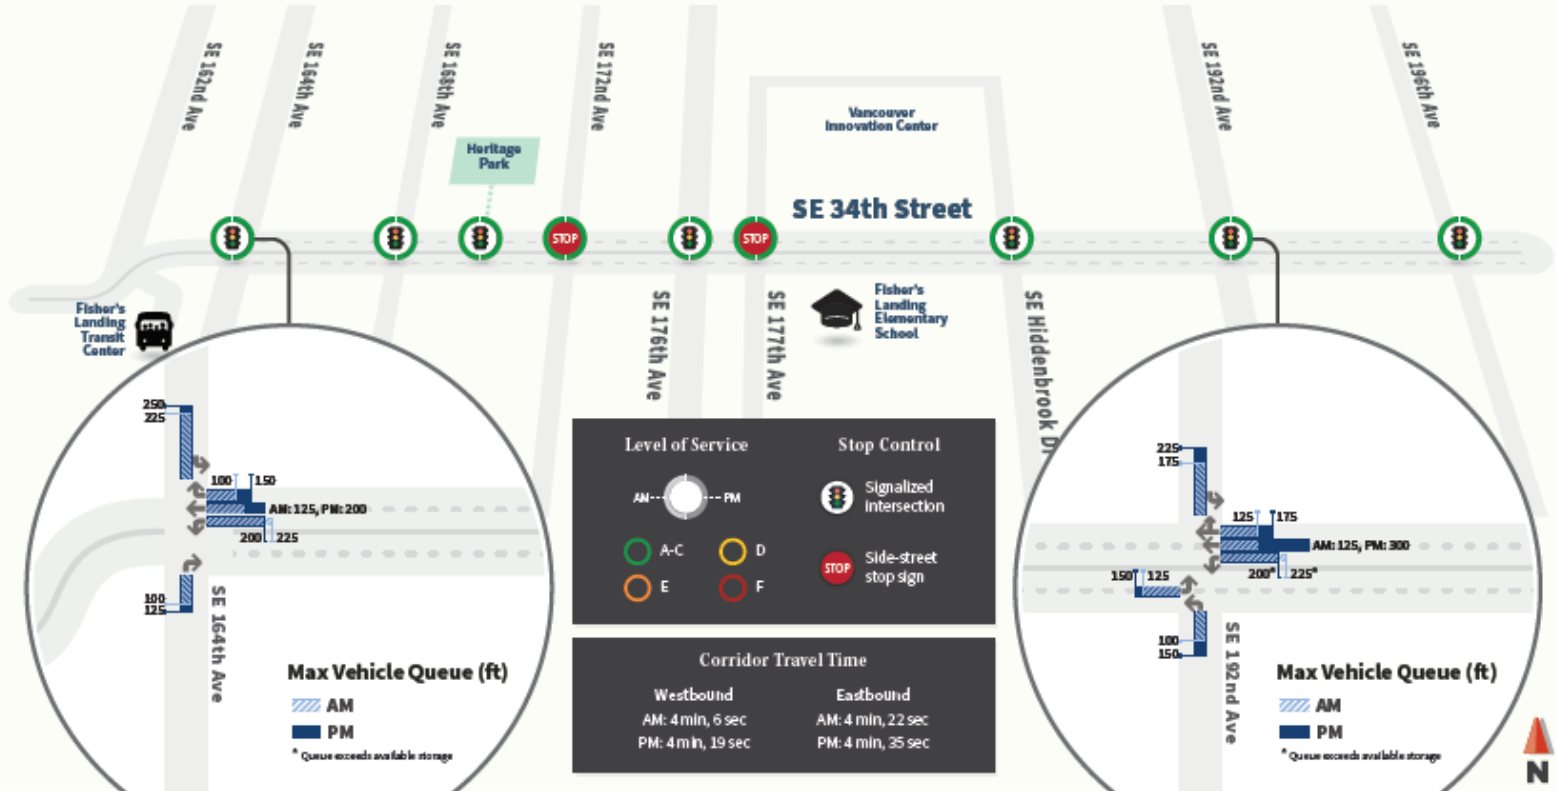 SE 162nd Ave
SE 164th Ave
SE 168th Ave
SE 172nd Ave
SE 192nd Ave
SE 196th Ave
Vancouver
Innovation Center
Heritage
Park
SE 34th Street
STOP
STOP
Fisher's
Landing
Transit
Center
SE 176th Ave
SE 177th Ave
Fisher's
Landing
Elementary
School
SE Hiddenbrook Dr
250
225
100
150
AM: 125, PM: 200
200
225
100
125
SE 164th Ave
Max Vehicle Queue (ft)
AM
PM
* Queue exceeds available storage
Level of Service
AM
PM
A-C
D
E
F
Stop Control
Signalized
intersection
STOP
Side-street
stop sign
Corridor Travel Time
Westbound
AM: 4 min, 6 sec
PM: 4 min, 19 sec
Eastbound
AM: 4 min, 22 sec
PM: 4 min, 35 sec
225
175
125
175
AM: 125, PM: 300
200*
225*
150
125
100
150
SE 192nd Ave
Max Vehicle Queue (ft)
AM
PM
* Queue exceeds available storage
N